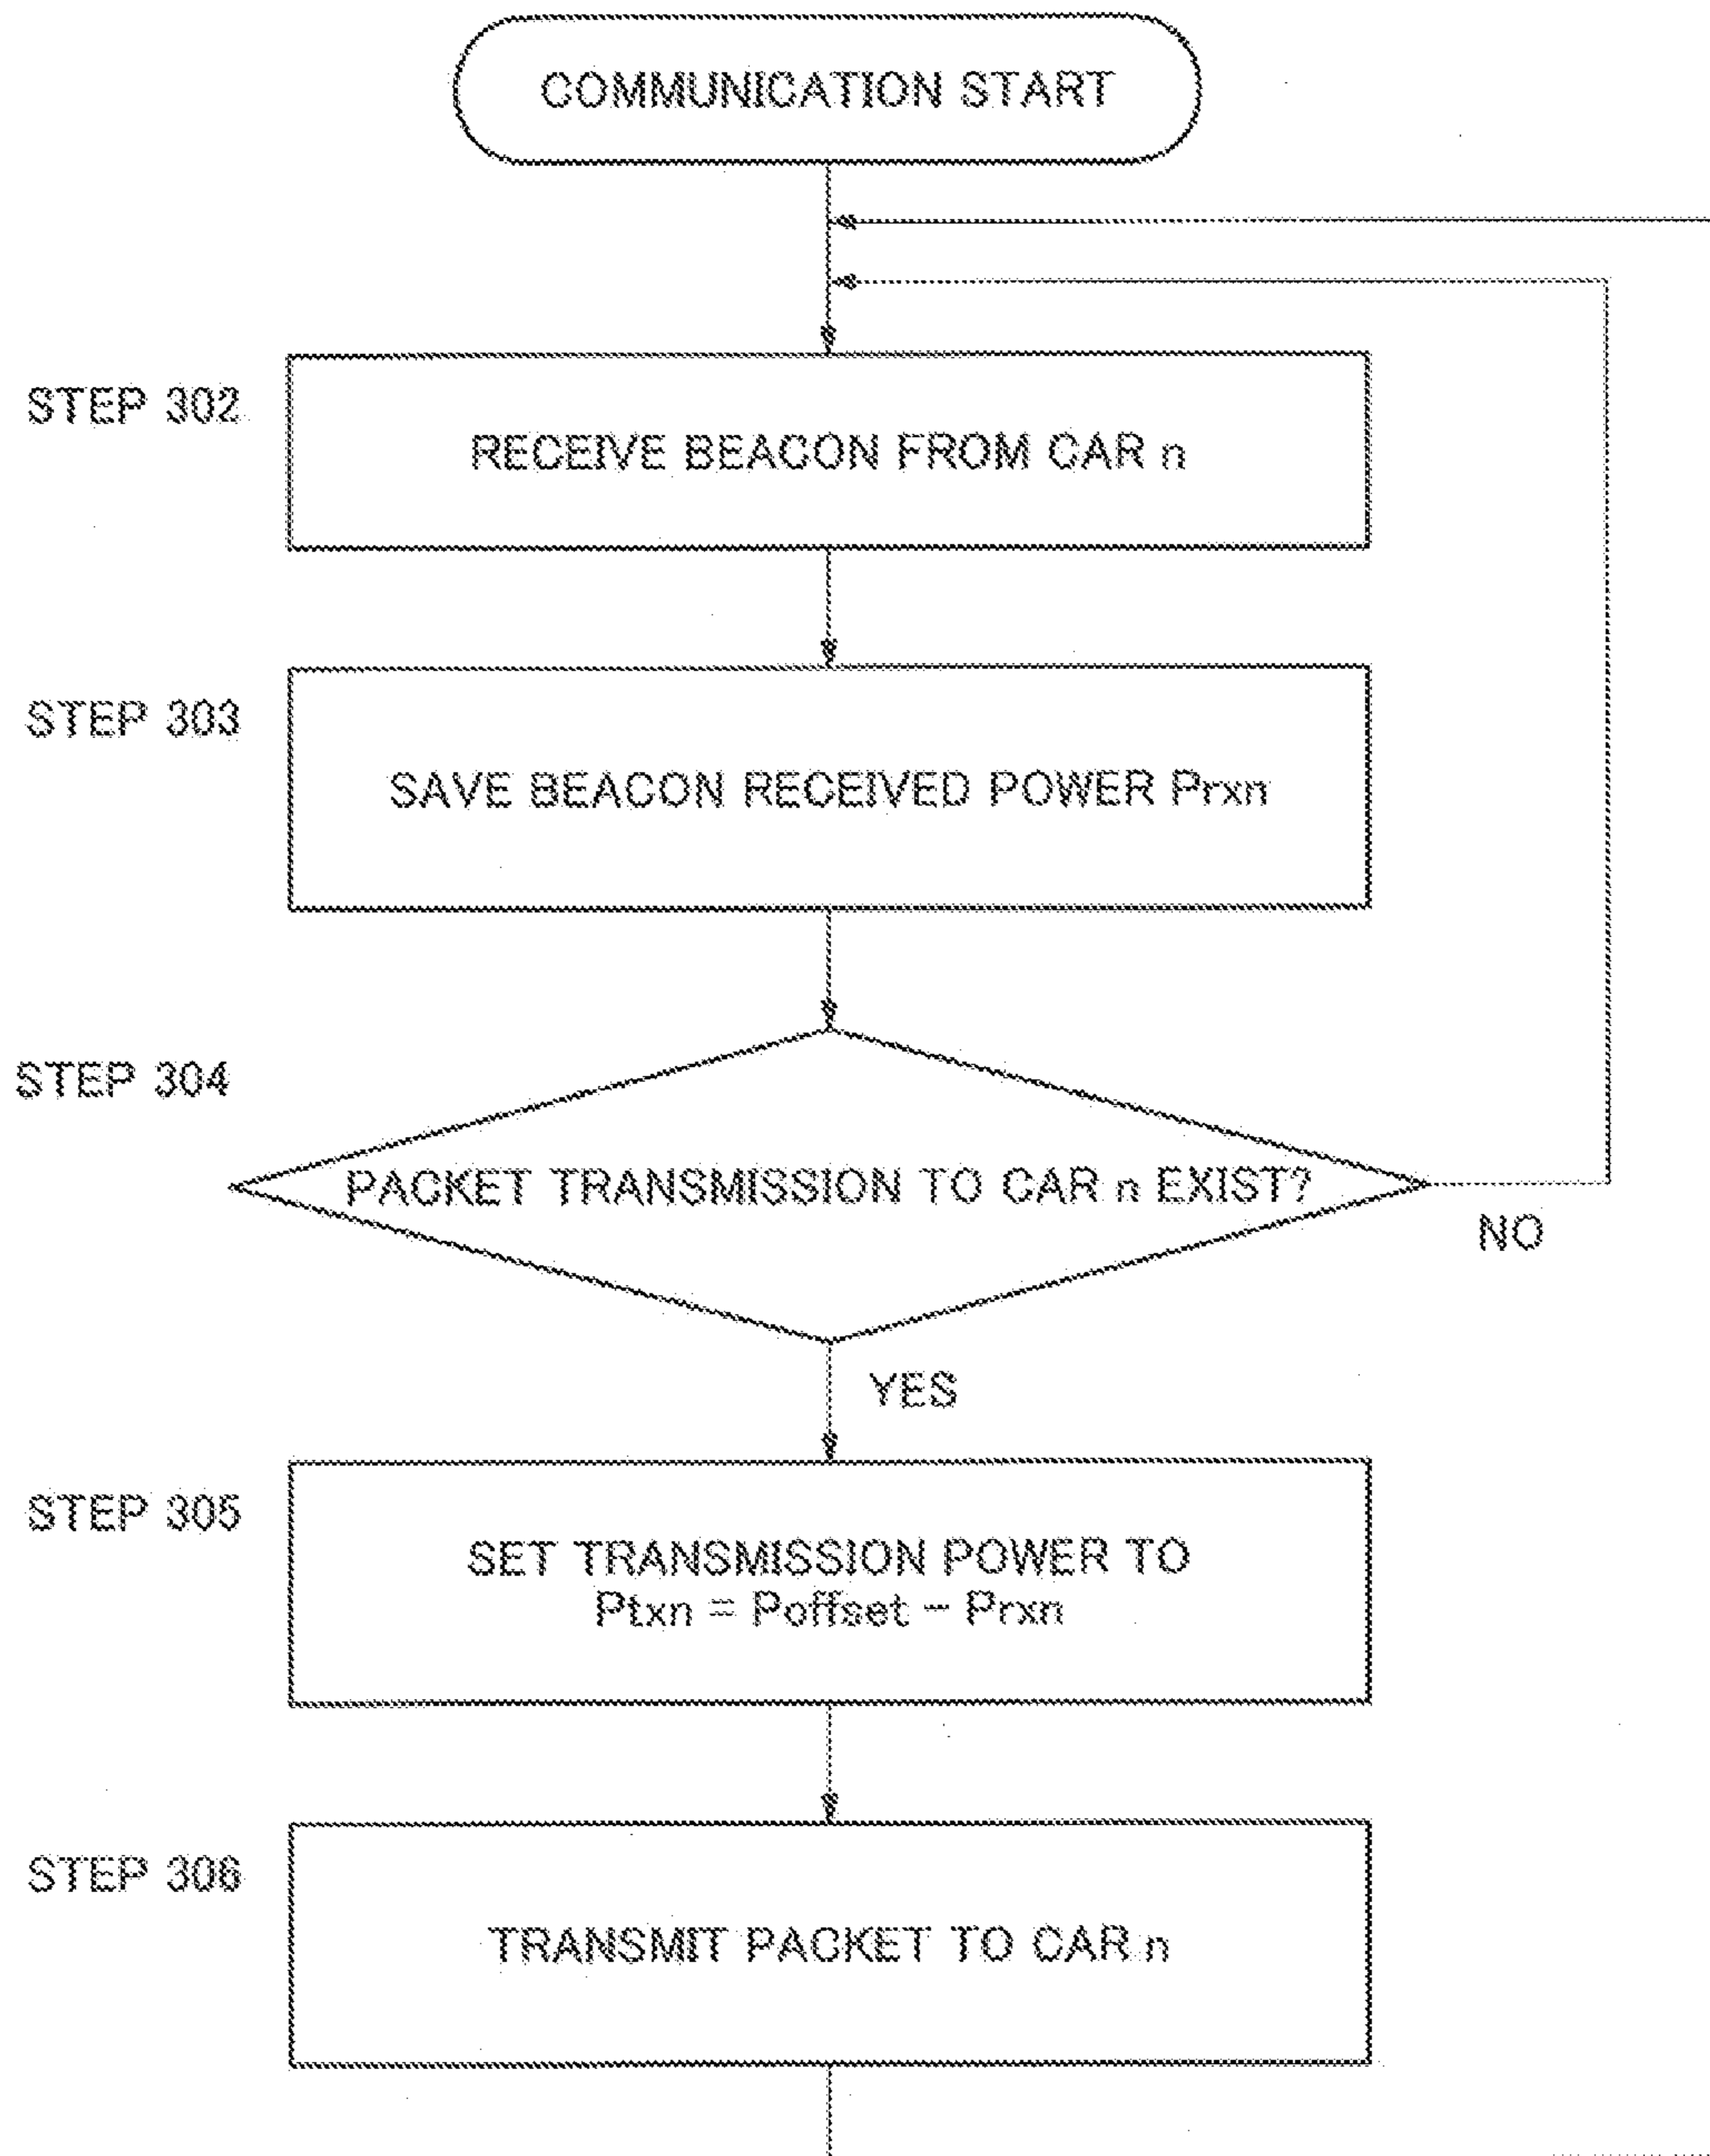 COMMUNICATION START
STEP 302
RECEIVE BEACON FROM CAR n
STEP 303
SAVE BEACON RECEIVED POWER Prxn
STEP 304
PACKET TRANSMISSION TO CAR n EXIST?
NO
YES
STEP 305
SET TRANSMISSION POWER TO
Ptxn = Poffset − Prxn
STEP 306
TRANSMIT PACKET TO CAR n